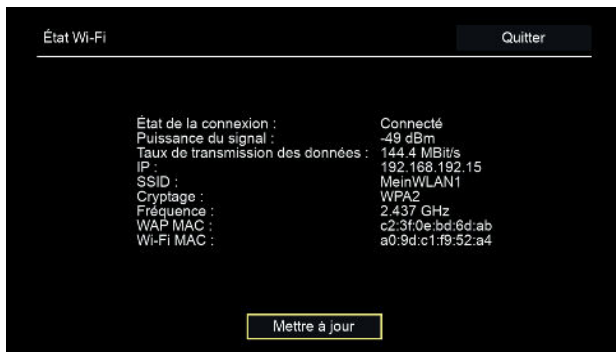 État Wi-Fi
Quitter
État de la connexion : Connecté
Puissance du signal : -49 dBm
Taux de transmission des données : 144.4 MBit/s
IP : 192.168.192.15
SSID : MeinWLAN1
Cryptage : WPA2
Fréquence : 2.437 GHz
WAP MAC : c2:3f:0e:bd:6d:ab
Wi-Fi MAC : a0:9d:c1:f9:52:a4
Mettre à jour